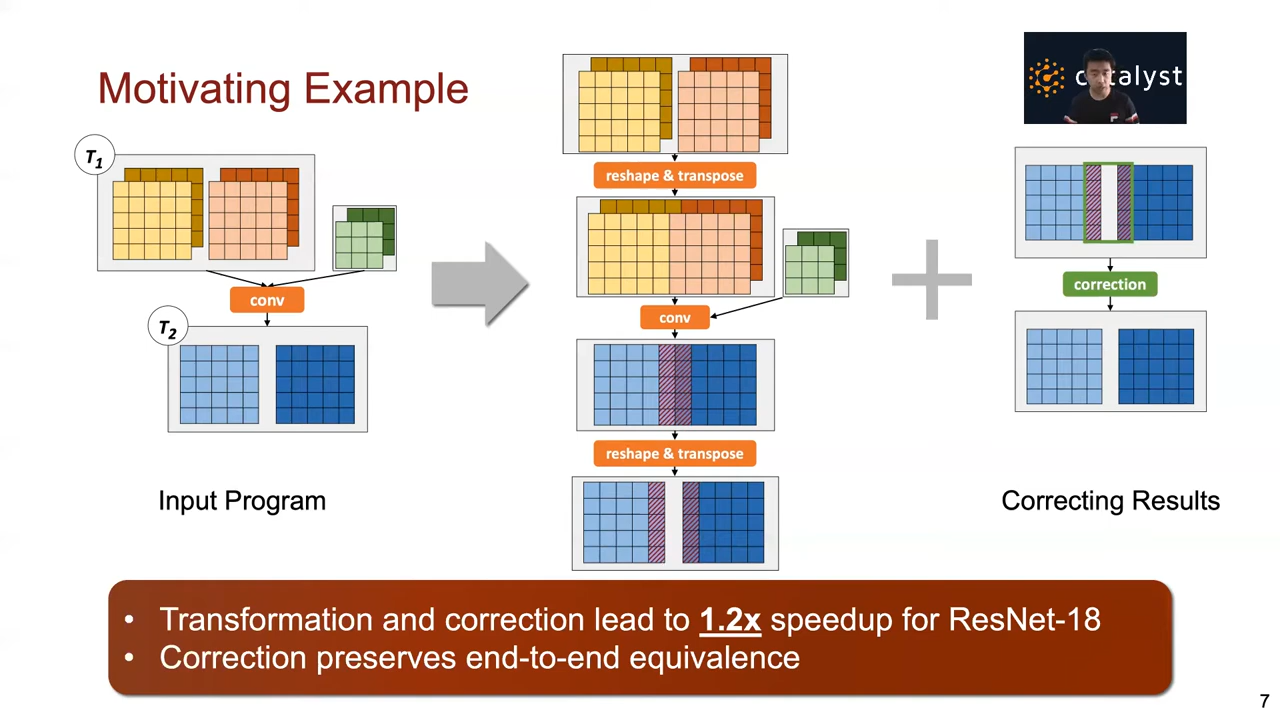 Motivating Example
T1
conv
T2
Input Program
reshape & transpose
conv
reshape & transpose
catalyst
correction
Correcting Results
• Transformation and correction lead to 1.2x speedup for ResNet-18
• Correction preserves end-to-end equivalence
7